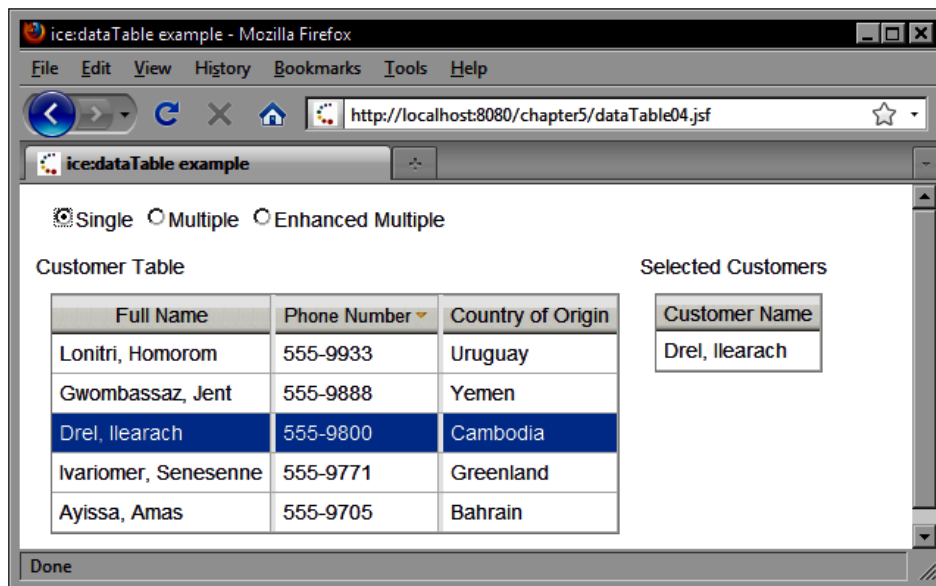 ice:dataTable example - Mozilla Firefox
File Edit View History Bookmarks Tools Help
http://localhost:8080/chapter5/dataTable04.jsf
ice:dataTable example
Single Multiple Enhanced Multiple
Customer Table Selected Customers
Full Name Phone Number Country of Origin Customer Name
Lonitri, Homorom 555-9933 Uruguay Drel, Ilearach
Gwombassaz, Jent 555-9888 Yemen
Drel, Ilearach 555-9800 Cambodia
Ivariomer, Senesenne 555-9771 Greenland
Ayissa, Amas 555-9705 Bahrain
Done